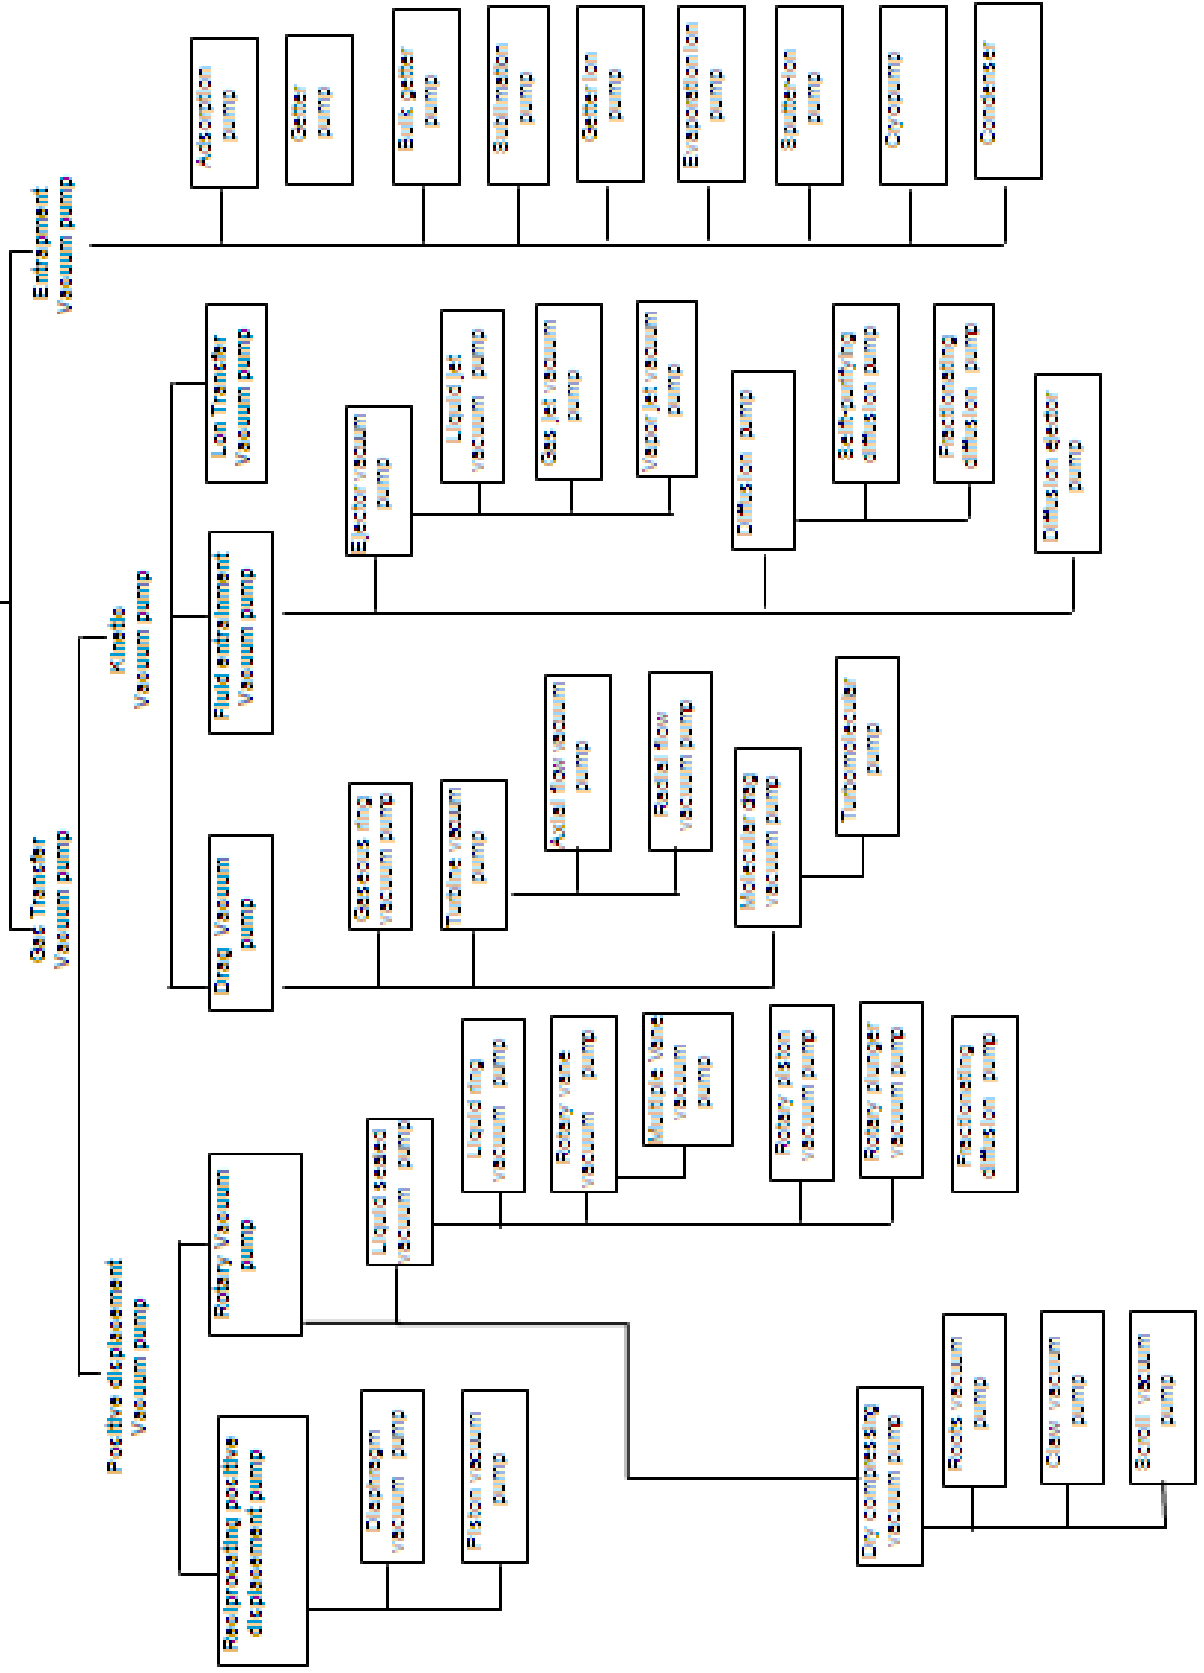 Gas Transfer
Vacuum pump
Entrapment
Vacuum pump
Positive displacement
Vacuum pump
Kinetic
Vacuum pump
Reciprocating positive
displacement pump
Rotary Vacuum
pump
Drag Vacuum
pump
Fluid entrainment
Vacuum pump
Lon Transfer
Vacuum pump
Diaphragm
vacuum pump
Piston vacuum
pump
Liquid sealed
vacuum pump
Liquid ring
vacuum pump
Rotary vane
vacuum pump
Multiple vane
vacuum
pump
Rotary piston
vacuum pump
Rotary plunger
vacuum pump
Fractionating
diffusion pump
Dry compressing
vacuum pump
Roots vacuum
pump
Claw vacuum
pump
Scroll vacuum
pump
Gaseous ring
vacuum pump
Turbine vacuum
pump
Axial flow vacuum
pump
Radial flow
vacuum pump
Molecular drag
vacuum pump
Turbomolecular
pump
Ejector vacuum
pump
Liquid jet
vacuum pump
Gas jet vacuum
pump
Vapor jet vacuum
pump
Diffusion pump
Self-purifying
diffusion pump
Fractionating
diffusion pump
Diffusion ejector
pump
Adsorption
pump
Getter
pump
Bulk getter
pump
Sublimation
pump
Getter ion
pump
Evaporation ion
pump
Sputter-ion
pump
Cryopump
Condenser